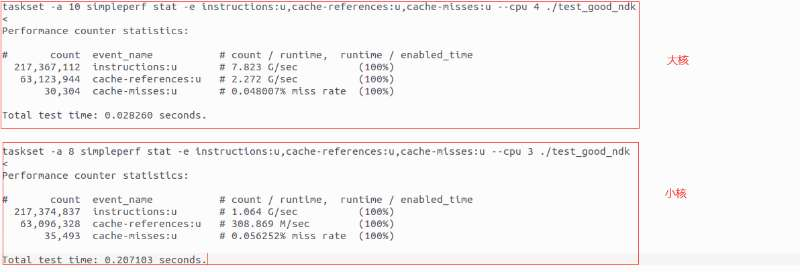 taskset -a 10 simpleperf stat -e instructions:u,cache-references:u,cache-misses:u --cpu 4 ./test_good_ndk
<
Performance counter statistics:
#       count  event_name           # count / runtime,  runtime / enabled_time
  217,367,112  instructions:u       # 7.823 G/sec         (100%)
   63,123,944  cache-references:u   # 2.272 G/sec         (100%)
       30,304  cache-misses:u       # 0.048007% miss rate  (100%)
Total test time: 0.028260 seconds.
大核
taskset -a 8 simpleperf stat -e instructions:u,cache-references:u,cache-misses:u --cpu 3 ./test_good_ndk
<
Performance counter statistics:
#       count  event_name           # count / runtime,  runtime / enabled_time
  217,374,837  instructions:u       # 1.064 G/sec         (100%)
   63,096,328  cache-references:u   # 308.869 M/sec       (100%)
       35,493  cache-misses:u       # 0.056252% miss rate  (100%)
Total test time: 0.207103 seconds.
小核